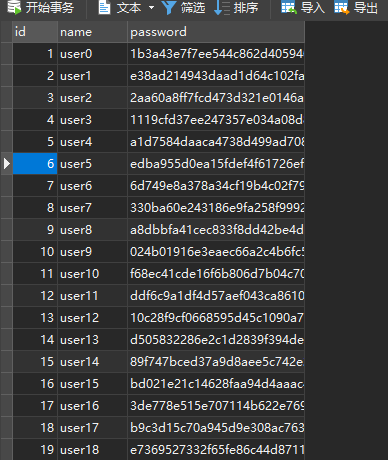 开始事务 文本 筛选 排序 导入 导出
id name password
1 user0 1b3a43e7f7ee544c862d40594
2 user1 e38ad214943daad1d64c102fa
3 user2 2aa60a8ff7fcd473d321e0146a
4 user3 1119cfd37ee247357e034a08d
5 user4 a1d7584daaca4738d499ad708
6 user5 edba955d0ea15fdef4f61726ef
7 user6 6d749e8a378a34cf19b4c02f79
8 user7 330ba60e243186e9fa258f9992
9 user8 a8dbbfa41cec833f8dd42be4d
10 user9 024b01916e3eaec66a2c4b6fc5
11 user10 f68ec41cde16f6b806d7b04c70
12 user11 ddf6c9a1df4d57aef043ca8610
13 user12 10c28f9cf0668595d45c1090a7
14 user13 d505832286e2c1d2839f394de
15 user14 89f747bced37a9d8aee5c742e
16 user15 bd021e21c14628faa94d4aaac
17 user16 3de778e515e707114b622e769
18 user17 b9c3d15c70a945d9e308ac763
19 user18 e7369527332f65fe86c44d8711